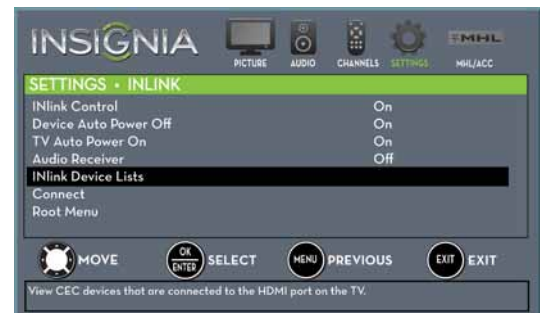 INSIGNIA
PICTURE AUDIO CHANNELS SETTINGS MHL MHL/ACC
SETTINGS • INLINK
INlink Control On
Device Auto Power Off On
TV Auto Power On On
Audio Receiver Off
INlink Device Lists
Connect
Root Menu
MOVE OK ENTER SELECT MENU PREVIOUS EXIT EXIT
View CEC devices that are connected to the HDMI port on the TV.